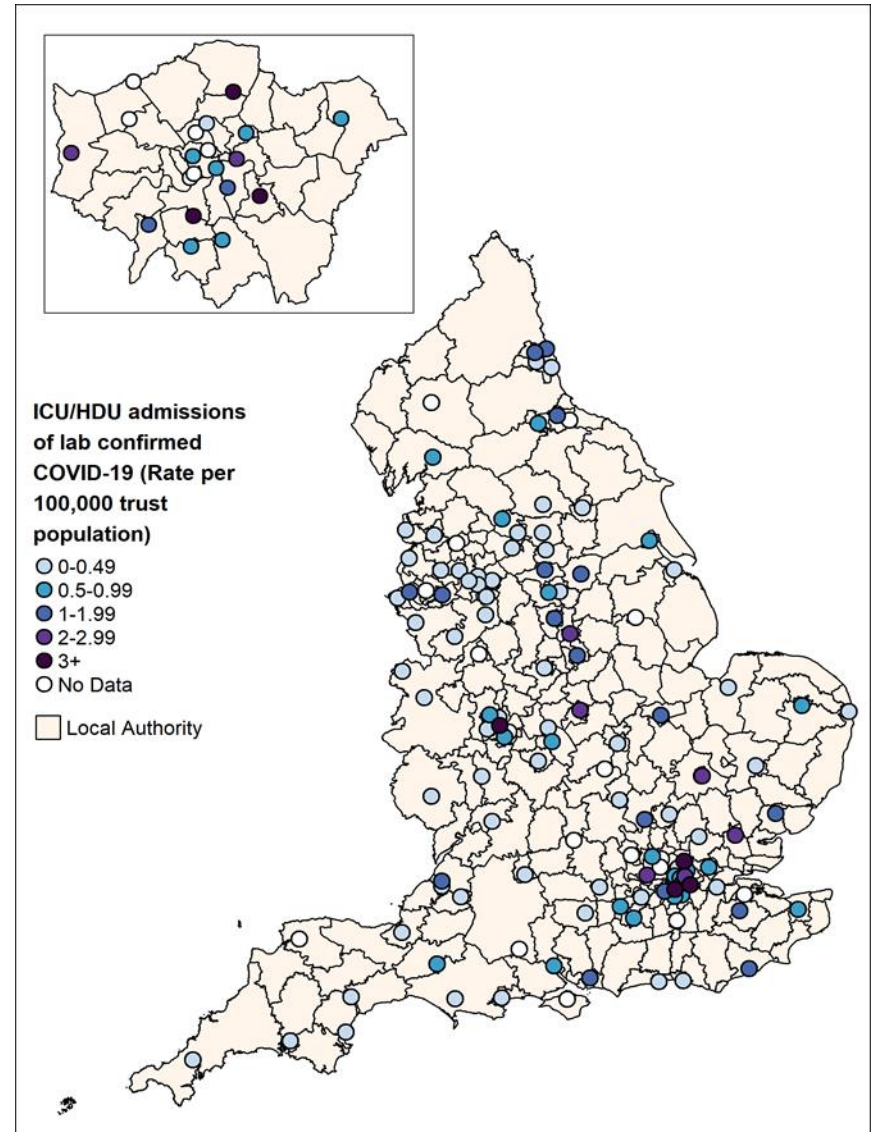 ICU/HDU admissions
of lab confirmed
COVID-19 (Rate per
100,000 trust
population)
0-0.49
0.5-0.99
1-1.99
2-2.99
3+
No Data
Local Authority